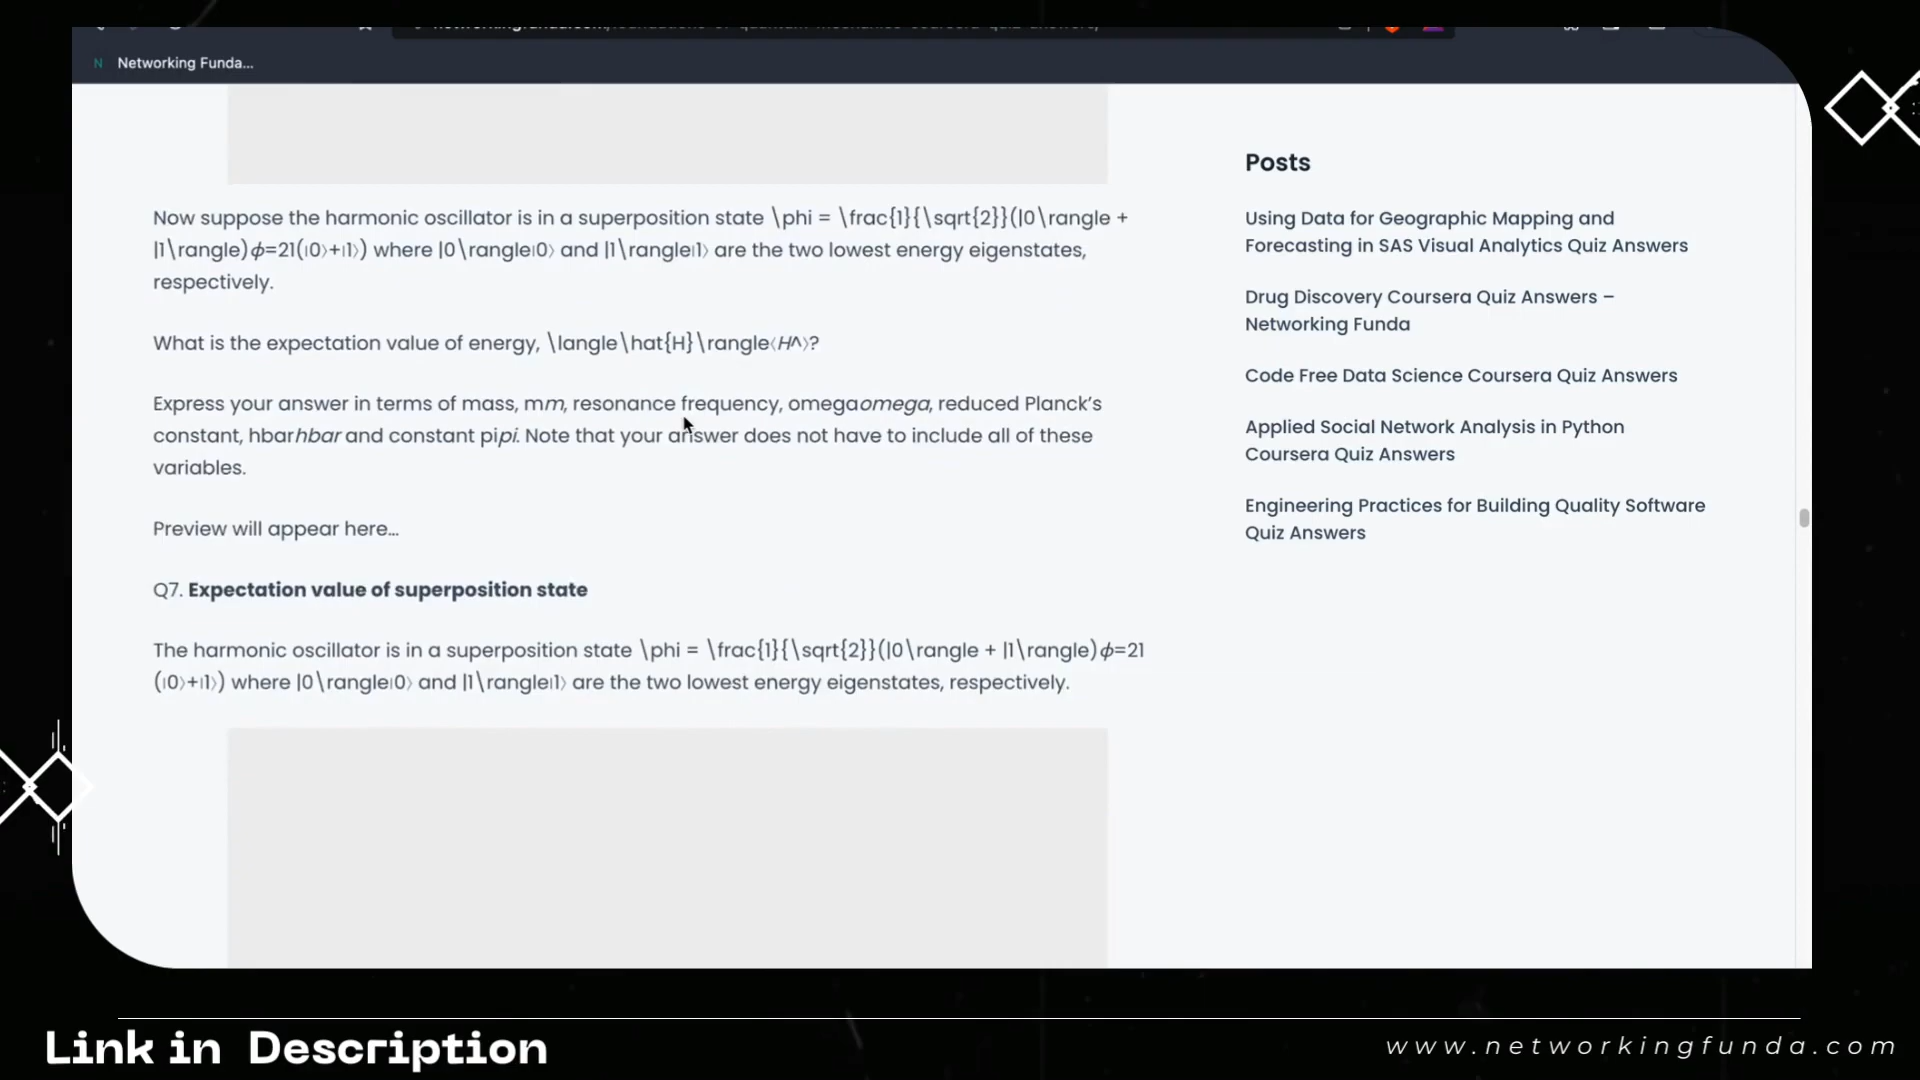 N Networking Funda...
Now suppose the harmonic oscillator is in a superposition state \phi = \frac{1}{\sqrt{2}}(|0\rangle +
|1\rangle)ϕ=21(∣0⟩+∣1⟩) where |0\rangle∣0⟩ and |1\rangle∣1⟩ are the two lowest energy eigenstates,
respectively.
What is the expectation value of energy, \langle\hat{H}\rangle⟨H^⟩?
Express your answer in terms of mass, mm, resonance frequency, omegaomega, reduced Planck’s
constant, hbarhbar and constant pipi. Note that your answer does not have to include all of these
variables.
Preview will appear here...
Q7. Expectation value of superposition state
The harmonic oscillator is in a superposition state \phi = \frac{1}{\sqrt{2}}(|0\rangle + |1\rangle)ϕ=21
(∣0⟩+∣1⟩) where |0\rangle∣0⟩ and |1\rangle∣1⟩ are the two lowest energy eigenstates, respectively.
Posts
Using Data for Geographic Mapping and
Forecasting in SAS Visual Analytics Quiz Answers
Drug Discovery Coursera Quiz Answers –
Networking Funda
Code Free Data Science Coursera Quiz Answers
Applied Social Network Analysis in Python
Coursera Quiz Answers
Engineering Practices for Building Quality Software
Quiz Answers
Link in Description
www.networkingfunda.com